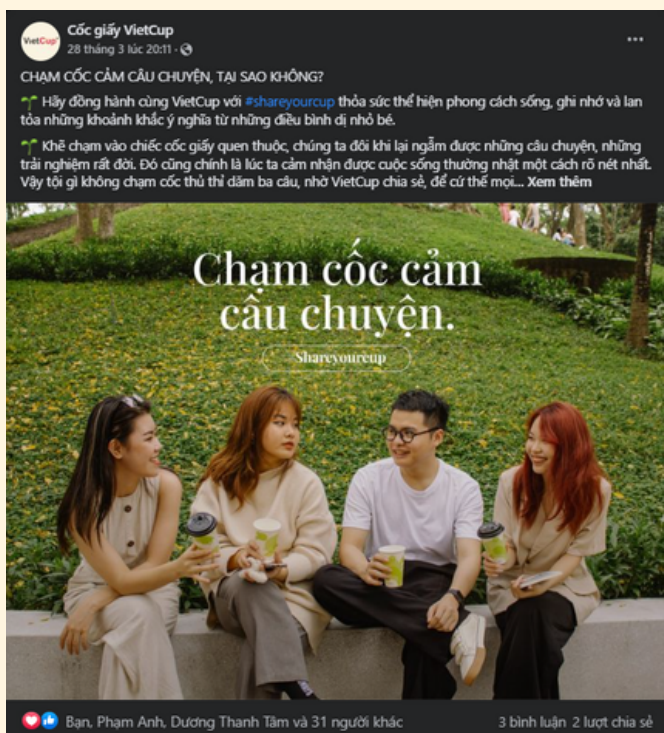 VietCup
Cốc giấy VietCup
28 tháng 3 lúc 20:11 ·
CHẠM CỐC CẢM CÂU CHUYỆN, TẠI SAO KHÔNG?
Hãy đồng hành cùng VietCup với #shareyourcup thỏa sức thể hiện phong cách sống, ghi nhớ và lan
tỏa những khoảnh khắc ý nghĩa từ những điều bình dị nhỏ bé.
Khẽ chạm vào chiếc cốc giấy quen thuộc, chúng ta đôi khi lại ngẫm được những câu chuyện, những
trải nghiệm rất đời. Đó cũng chính là lúc ta cảm nhận được cuộc sống thường nhật một cách rõ nét nhất.
Vậy tội gì không chạm cốc thủ thỉ dăm ba câu, nhờ VietCup chia sẻ, để cứ thế mọi... Xem thêm
Chạm cốc cảm
câu chuyện.
Shareyourcup
Bạn, Phạm Anh, Dương Thanh Tâm và 31 người khác
3 bình luận 2 lượt chia sẻ